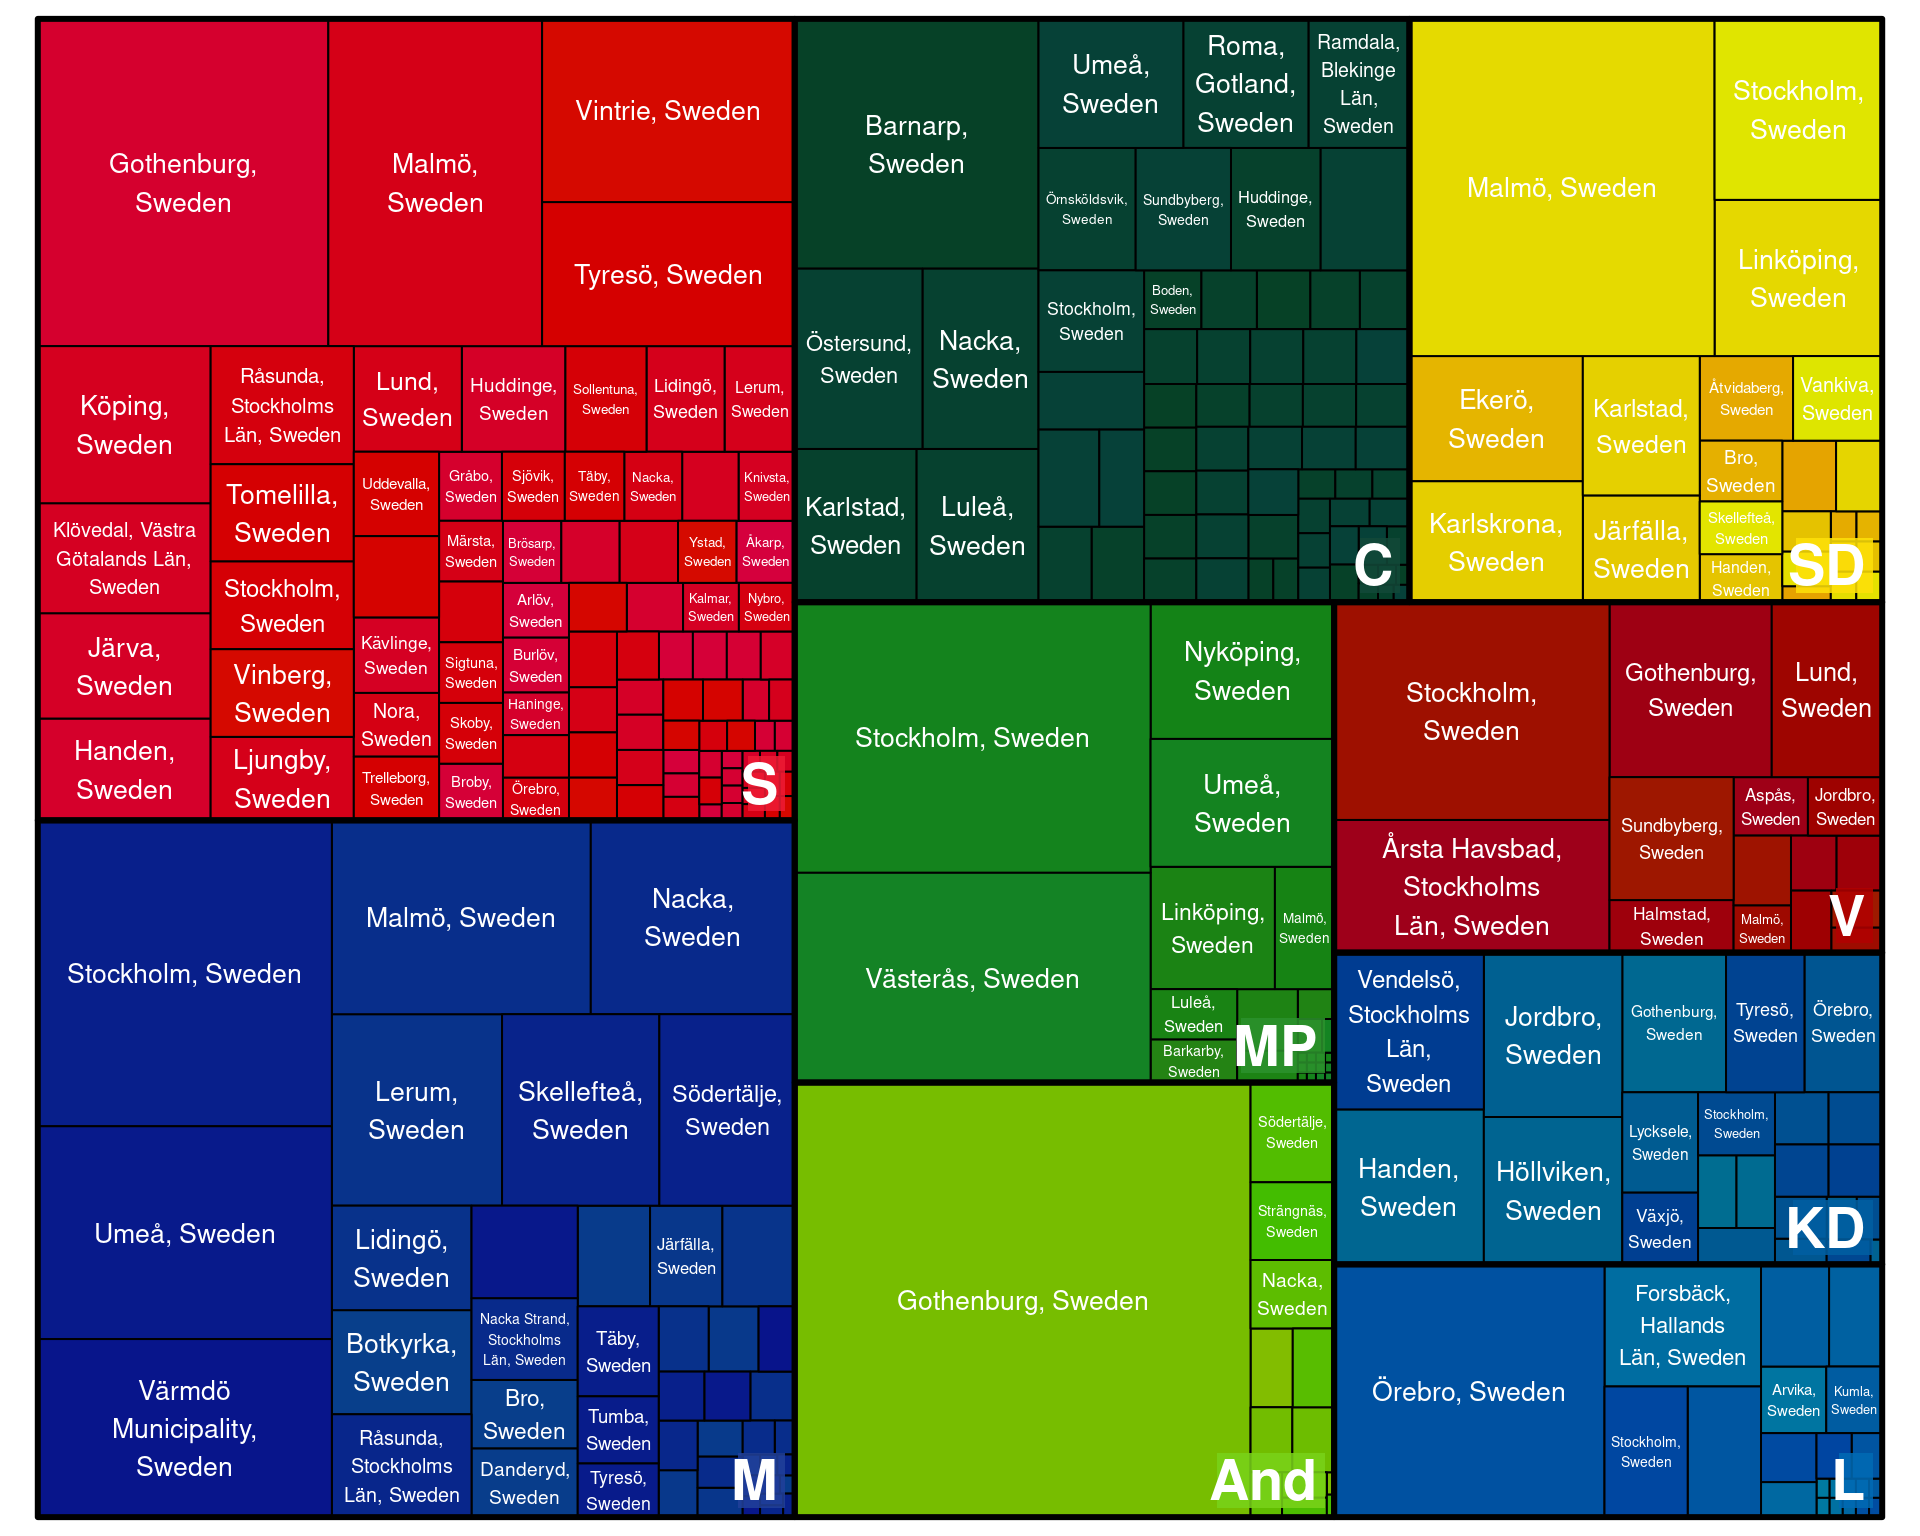 Gothenburg,
Sweden
Malmö,
Sweden
Vintrie, Sweden
Tyresö, Sweden
Köping,
Sweden
Råsunda,
Stockholms
Län, Sweden
Lund,
Sweden
Huddinge,
Sweden
Sollentuna,
Sweden
Lidingö,
Sweden
Lerum,
Sweden
Klövedal, Västra
Götalands Län,
Sweden
Tomelilla,
Sweden
Uddevalla,
Sweden
Gråbo,
Sweden
Sjövik,
Sweden
Täby,
Sweden
Nacka,
Sweden
Knivsta,
Sweden
Märsta,
Sweden
Brösarp,
Sweden
Ystad,
Sweden
Åkarp,
Sweden
Stockholm,
Sweden
Arlöv,
Sweden
Kalmar,
Sweden
Nybro,
Sweden
Järva,
Sweden
Kävlinge,
Sweden
Sigtuna,
Sweden
Burlöv,
Sweden
Vinberg,
Sweden
Nora,
Sweden
Haninge,
Sweden
Skoby,
Sweden
Handen,
Sweden
Ljungby,
Sweden
Trelleborg,
Sweden
Broby,
Sweden
Örebro,
Sweden
S
Stockholm, Sweden
Malmö, Sweden
Nacka,
Sweden
Lerum,
Sweden
Skellefteå,
Sweden
Södertälje,
Sweden
Umeå, Sweden
Lidingö,
Sweden
Järfälla,
Sweden
Nacka Strand,
Stockholms
Län, Sweden
Botkyrka,
Sweden
Täby,
Sweden
Värmdö
Municipality,
Sweden
Bro,
Sweden
Tumba,
Sweden
Råsunda,
Stockholms
Län, Sweden
Danderyd,
Sweden
Tyresö,
Sweden
M
Barnarp,
Sweden
Umeå,
Sweden
Roma,
Gotland,
Sweden
Ramdala,
Blekinge
Län,
Sweden
Örnsköldsvik,
Sweden
Sundbyberg,
Sweden
Huddinge,
Sweden
Östersund,
Sweden
Nacka,
Sweden
Stockholm,
Sweden
Boden,
Sweden
Karlstad,
Sweden
Luleå,
Sweden
C
Malmö, Sweden
Stockholm,
Sweden
Linköping,
Sweden
Ekerö,
Sweden
Karlstad,
Sweden
Åtvidaberg,
Sweden
Vankiva,
Sweden
Bro,
Sweden
Karlskrona,
Sweden
Järfälla,
Sweden
Skellefteå,
Sweden
Handen,
Sweden
SD
Stockholm, Sweden
Nyköping,
Sweden
Umeå,
Sweden
Västerås, Sweden
Linköping,
Sweden
Malmö,
Sweden
Luleå,
Sweden
Barkarby,
Sweden
MP
Stockholm,
Sweden
Gothenburg,
Sweden
Lund,
Sweden
Årsta Havsbad,
Stockholms
Län, Sweden
Sundbyberg,
Sweden
Aspås,
Sweden
Jordbro,
Sweden
Halmstad,
Sweden
Malmö,
Sweden
V
Vendelsö,
Stockholms
Län,
Sweden
Jordbro,
Sweden
Gothenburg,
Sweden
Tyresö,
Sweden
Örebro,
Sweden
Handen,
Sweden
Höllviken,
Sweden
Lycksele,
Sweden
Stockholm,
Sweden
Växjö,
Sweden
KD
Gothenburg, Sweden
Södertälje,
Sweden
Strängnäs,
Sweden
Nacka,
Sweden
And
Örebro, Sweden
Forsbäck,
Hallands
Län, Sweden
Stockholm,
Sweden
Arvika,
Sweden
Kumla,
Sweden
L